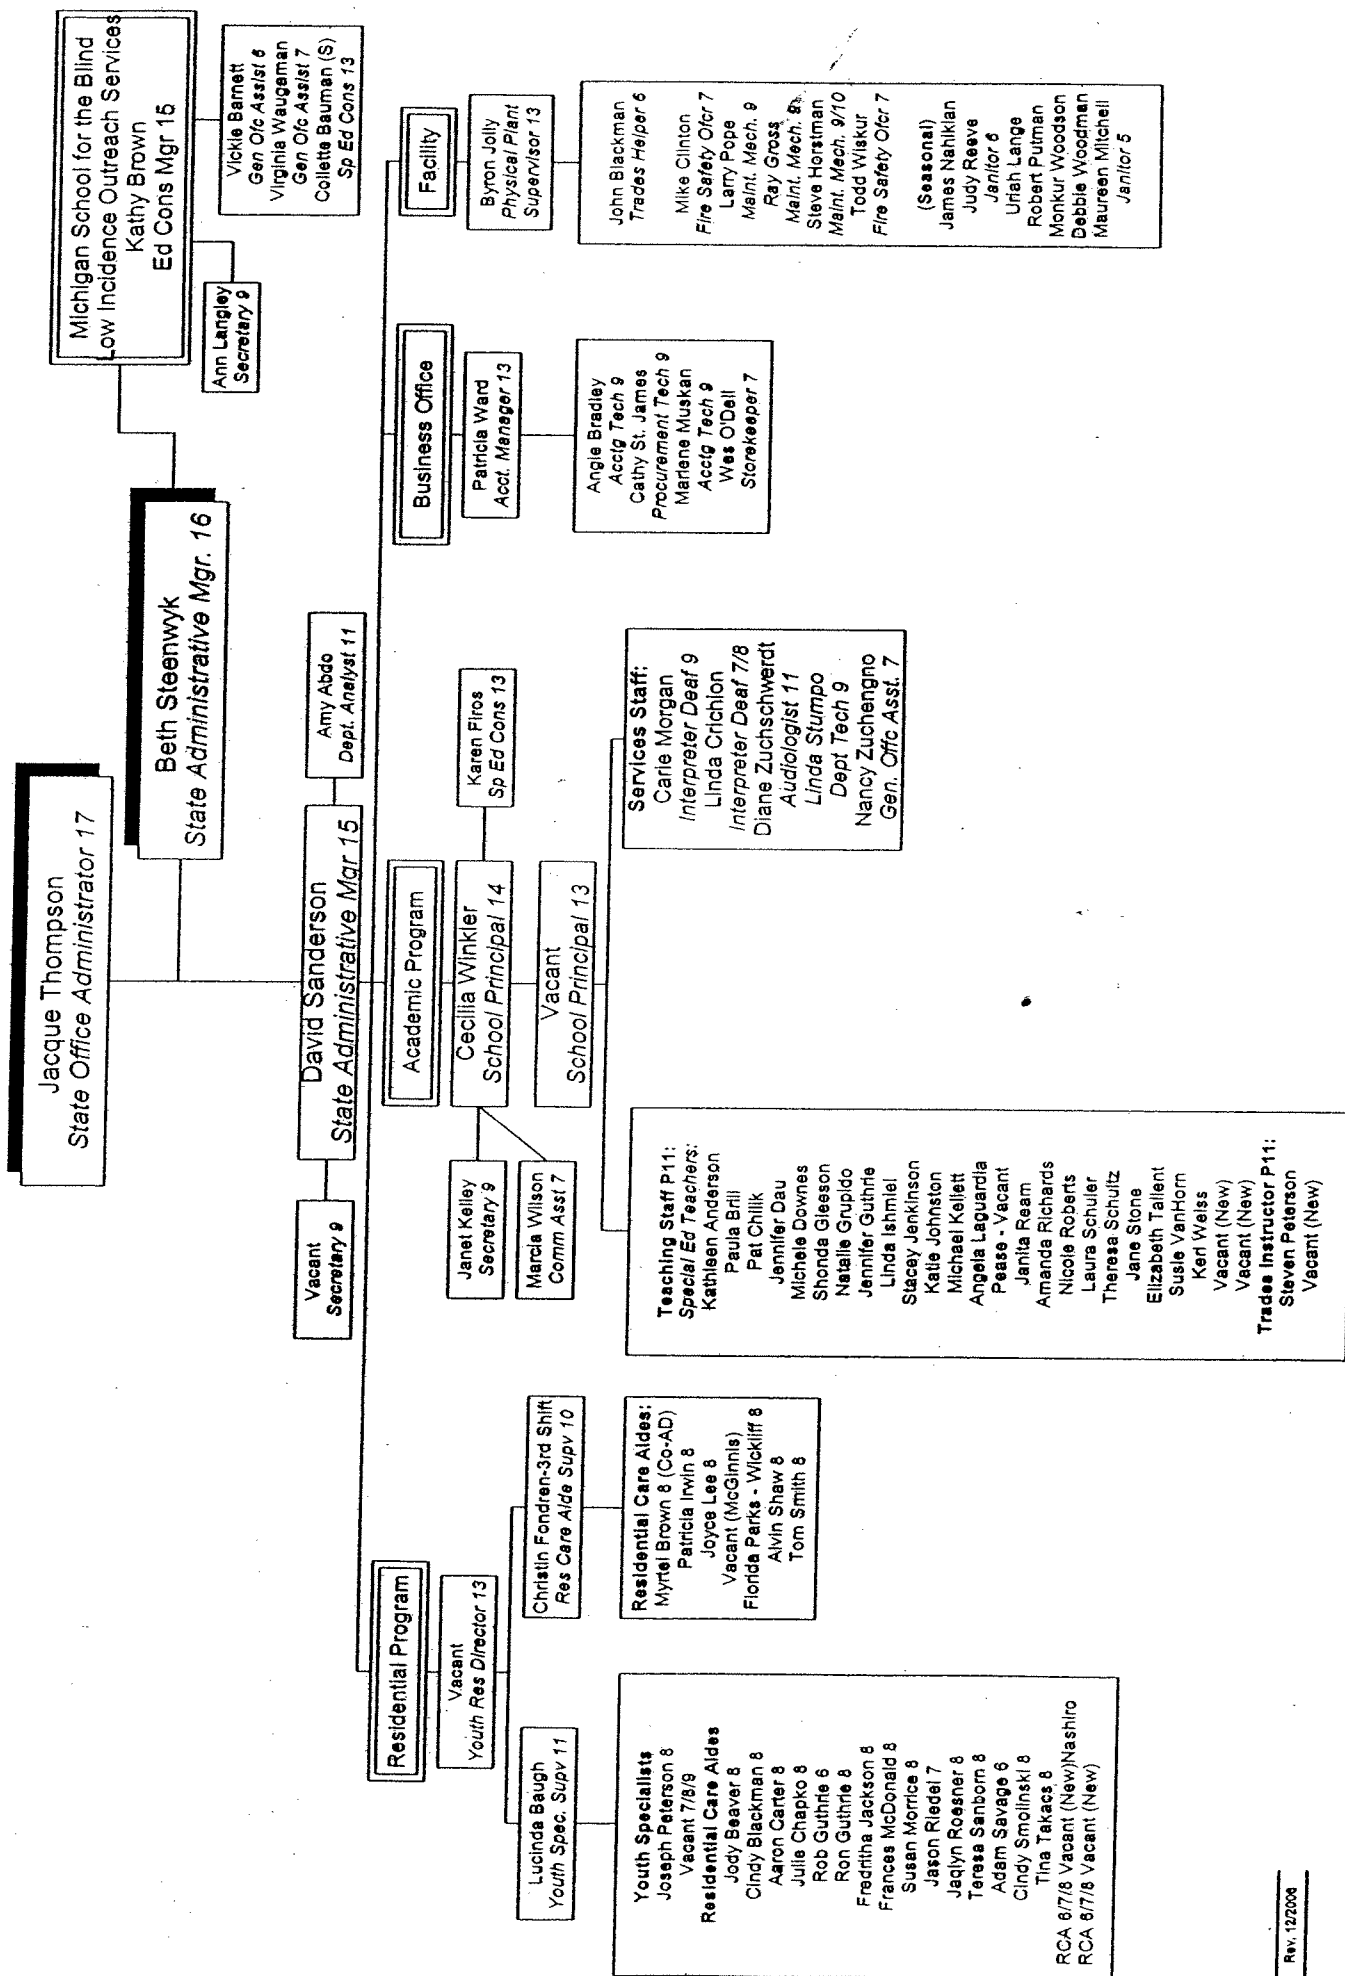 Jacque Thompson
State Office Administrator 17
Beth Steenwyk
State Administrative Mgr. 16
Michigan School for the Blind
Low Incidence Outreach Services
Kathy Brown
Ed Cons Mgr 15
Ann Langley
Secretary 9
Vickie Barnett
Gen Ofc Assist 6
Virginia Waugaman
Gen Ofc Assist 7
Collette Bauman (S)
Sp Ed Cons 13
Vacant
Secretary 9
David Sanderson
State Administrative Mgr 15
Amy Abdo
Dept. Analyst 11
Residential Program
Vacant
Youth Res Director 13
Lucinda Baugh
Youth Spec. Supv 11
Youth Specialists
Joseph Peterson 8
Vacant 7/8/9
Residential Care Aides
Jody Beaver 8
Cindy Blackman 8
Aaron Carter 8
Julie Chapko 8
Rob Guthrie 6
Ron Guthrie 8
Fredritha Jackson 8
Frances McDonald 8
Susan Morrice 8
Jason Riedel 7
Jaqlyn Roesner 8
Teresa Sanborn 8
Adam Savage 6
Cindy Smolinski 8
Tina Takacs 8
RCA 6/7/8 Vacant (New)Nashiro
RCA 6/7/8 Vacant (New)
Christin Fondren-3rd Shift
Res Care Aide Supv 10
Residential Care Aides:
Myrtel Brown 8 (Co-AD)
Patricia Irwin 8
Joyce Lee 8
Vacant (McGinnis)
Florida Parks - Wickliff 8
Alvin Shaw 8
Tom Smith 8
Academic Program
Cecilia Winkler
School Principal 14
Janet Kelley
Secretary 9
Marcia Wilson
Comm Asst 7
Karen Firos
Sp Ed Cons 13
Vacant
School Principal 13
Teaching Staff P11:
Special Ed Teachers:
Kathleen Anderson
Paula Brill
Pat Chilik
Jennifer Dau
Michele Downes
Shonda Gleeson
Natalie Grupido
Jennifer Guthrie
Linda Ishmiel
Stacey Jenkinson
Katie Johnston
Michael Kellett
Angela Laguardia
Pease - Vacant
Janita Ream
Amanda Richards
Nicole Roberts
Laura Schuler
Theresa Schultz
Jane Stone
Elizabeth Tallent
Susie VanHorn
Keri Weiss
Vacant (New)
Vacant (New)
Trades Instructor P11:
Steven Peterson
Vacant (New)
Services Staff:
Carie Morgan
Interpreter Deaf 9
Linda Crichion
Interpreter Deaf 7/8
Diane Zuchschwerdt
Audiologist 11
Linda Stumpo
Dept Tech 9
Nancy Zuchengno
Gen. Offc Asst. 7
Business Office
Patricia Ward
Acct. Manager 13
Angie Bradley
Acctg Tech 9
Cathy St. James
Procurement Tech 9
Marlene Muskan
Acctg Tech 9
Wes O'Dell
Storekeeper 7
Facility
Byron Jolly
Physical Plant
Supervisor 13
John Blackman
Trades Helper 6
Mike Clinton
Fire Safety Ofcr 7
Larry Pope
Maint. Mech. 9
Ray Gross
Maint. Mech. 9
Steve Horstman
Maint. Mech. 9/10
Todd Wiskur
Fire Safety Ofcr 7
(Seasonal)
James Nahikian
Judy Reeve
Janitor 6
Uriah Lange
Robert Putman
Monkur Woodson
Debbie Woodman
Maureen Mitchell
Janitor 5
Rev. 12/2006